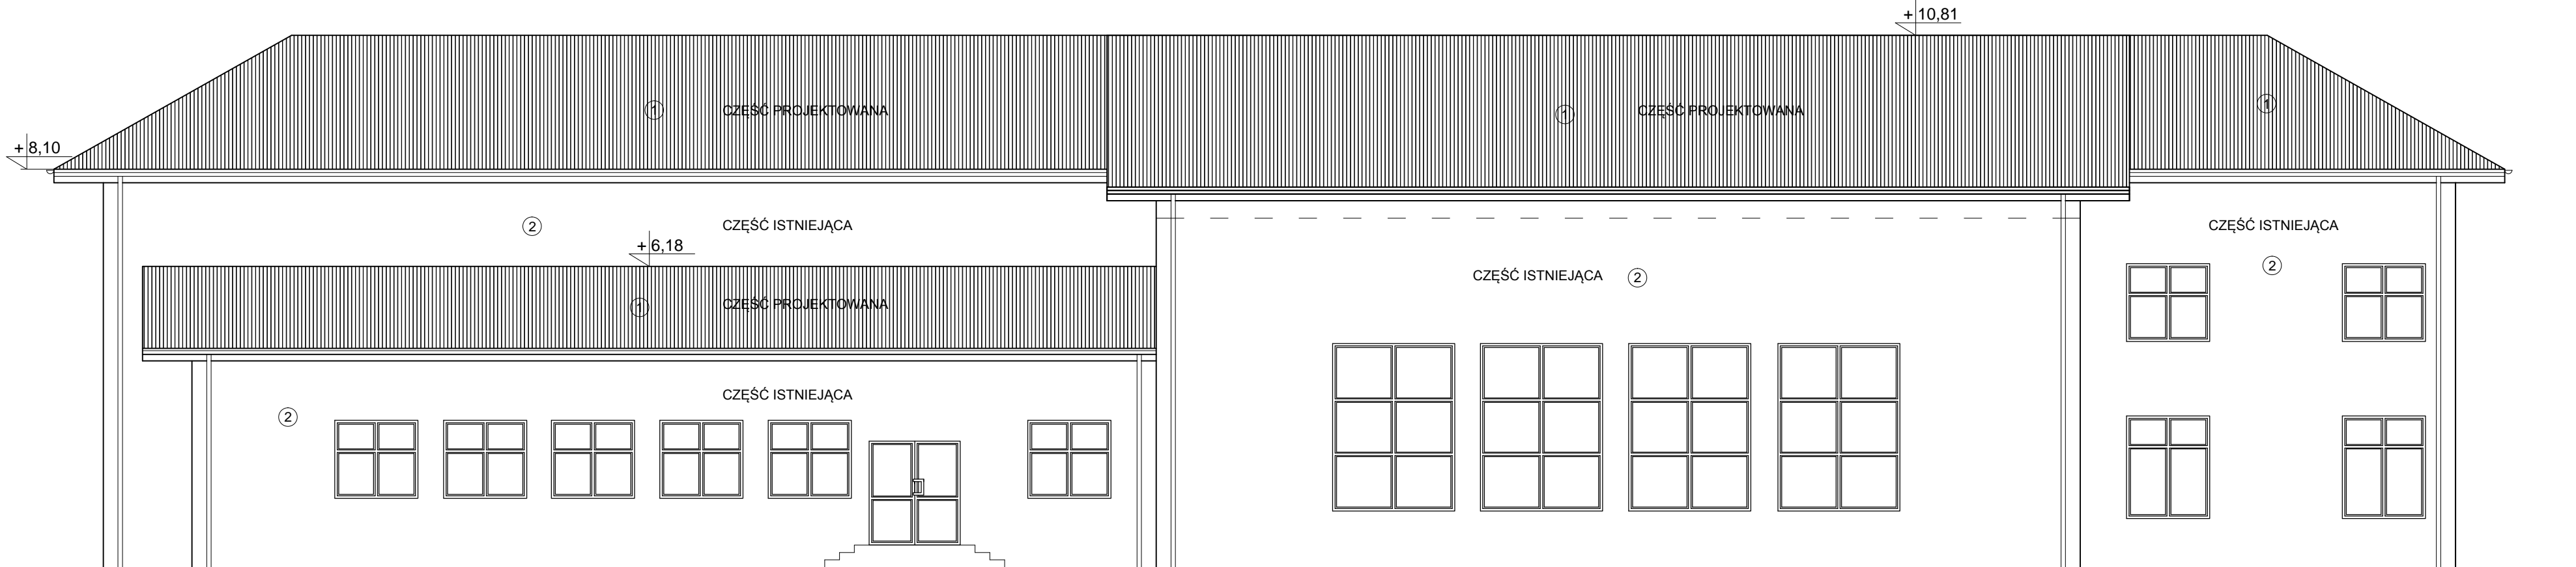 + 10,81
1 CZĘŚĆ PROJEKTOWANA
1 CZĘŚĆ PROJEKTOWANA
1
+ 8,10
2 CZĘŚĆ ISTNIEJĄCA
CZĘŚĆ ISTNIEJĄCA
+ 6,18
2
CZĘŚĆ ISTNIEJĄCA 2
1 CZĘŚĆ PROJEKTOWANA
CZĘŚĆ ISTNIEJĄCA
2